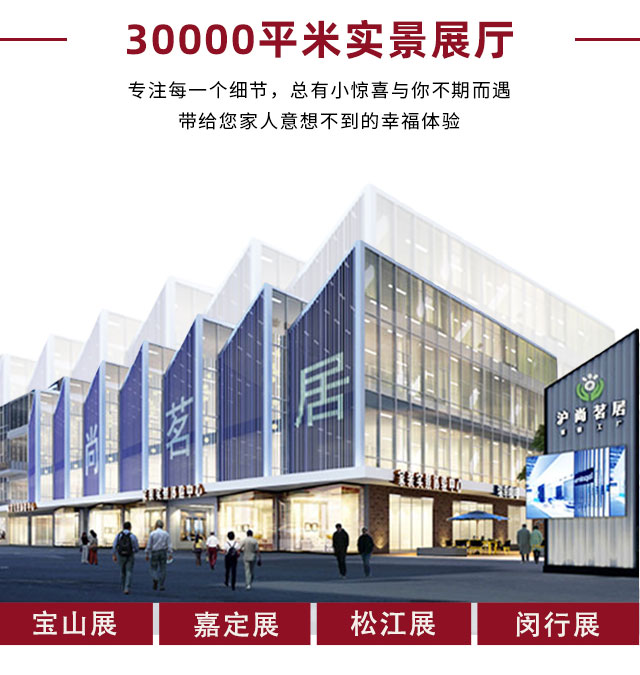 30000平米实景展厅
专注每一个细节，总有小惊喜与你不期而遇
带给您家人意想不到的幸福体验
尚茗居
沪尚茗居
宝山展
嘉定展
松江展
闵行展